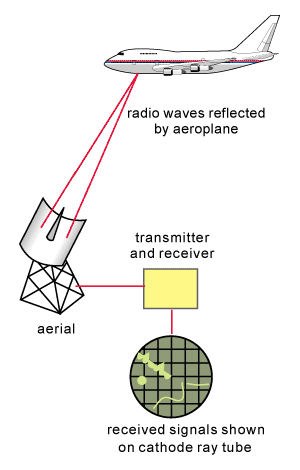 radio waves reflected
by aeroplane
transmitter
and receiver
aerial
received signals shown
on cathode ray tube